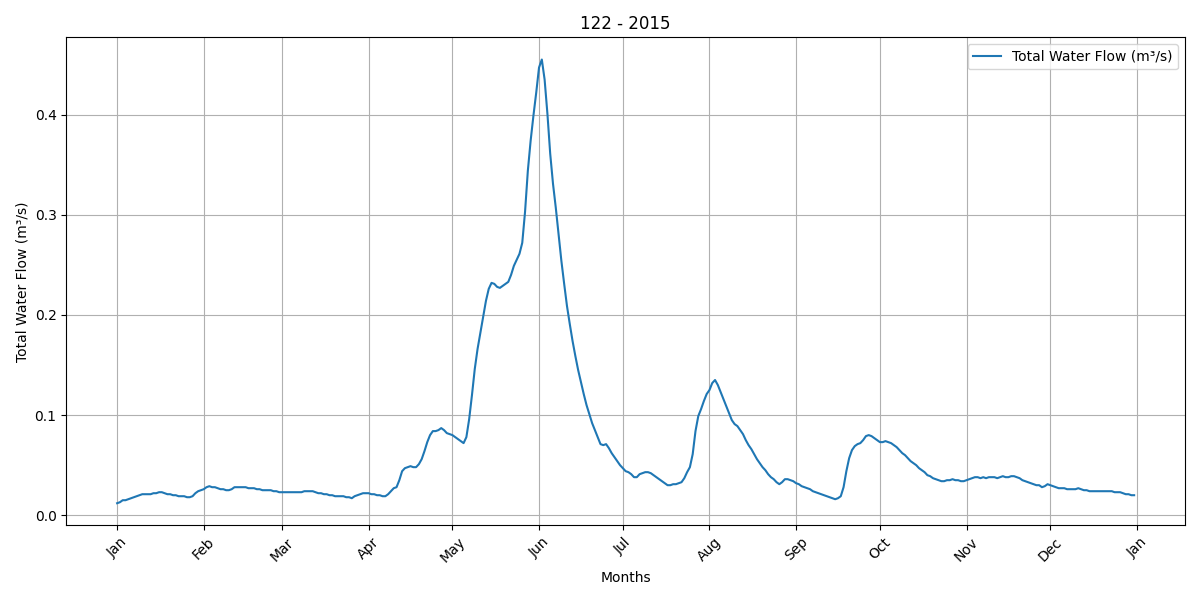 122 - 2015
Total Water Flow (m³/s)
Total Water Flow (m³/s)
0.4
0.3
0.2
0.1
0.0
Jan
Feb
Mar
Apr
May
Jun
Jul
Aug
Sep
Oct
Nov
Dec
Jan
Months